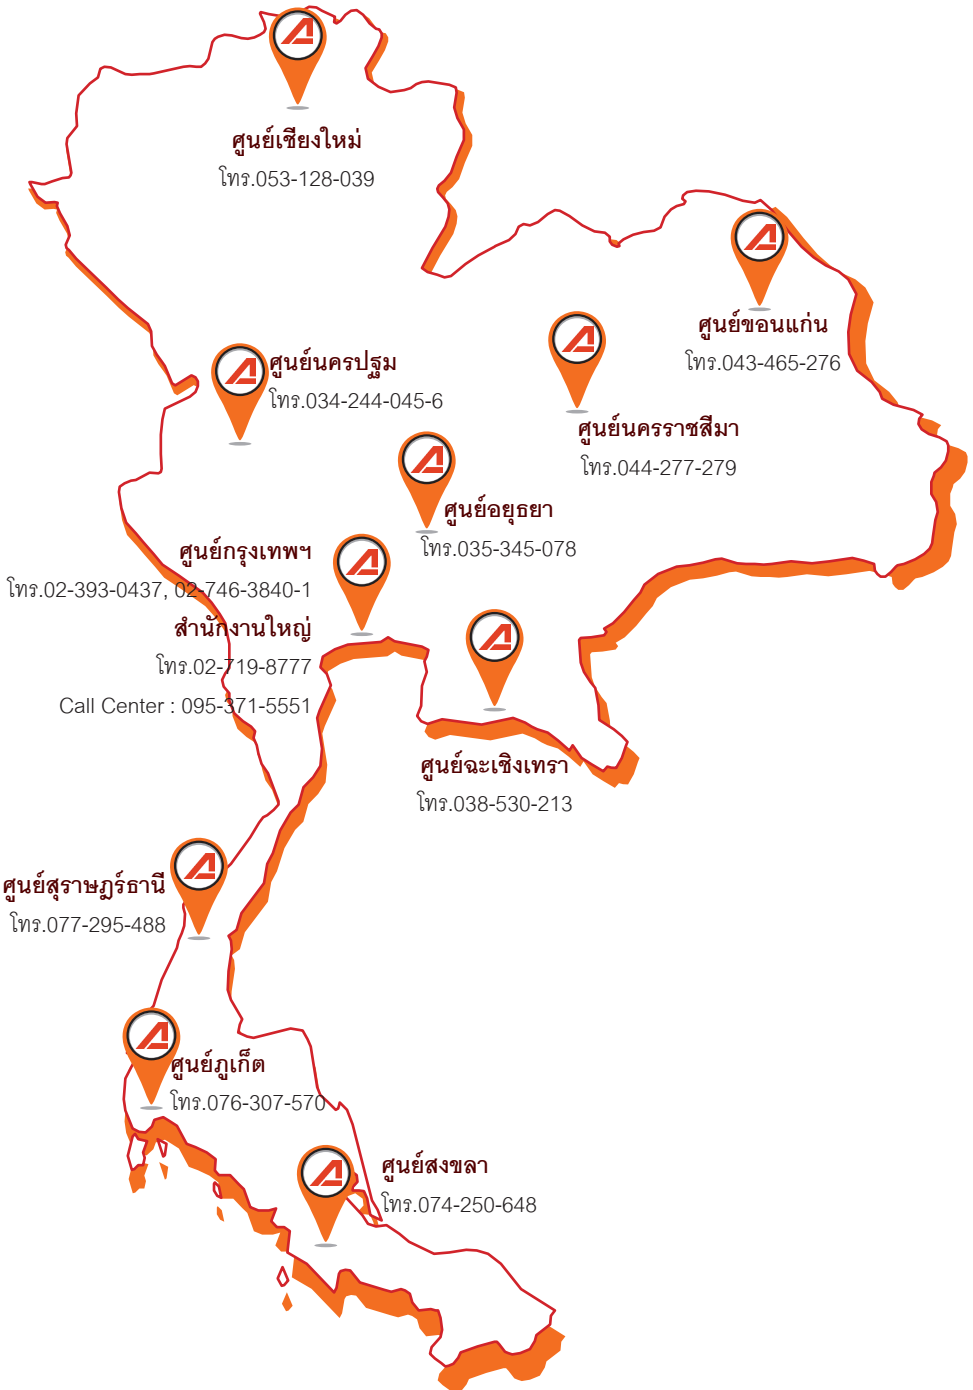 ศูนย์เชียงใหม่
โทร.053-128-039
ศูนย์ขอนแก่น
โทร.043-465-276
ศูนย์นครปฐม
โทร.034-244-045-6
ศูนย์นครราชสีมา
โทร.044-277-279
ศูนย์อยุธยา
โทร.035-345-078
ศูนย์กรุงเทพฯ
โทร.02-393-0437, 02-746-3840-1
สำนักงานใหญ่
โทร.02-719-8777
Call Center : 095-371-5551
ศูนย์ฉะเชิงเทรา
โทร.038-530-213
ศูนย์สุราษฎร์ธานี
โทร.077-295-488
ศูนย์ภูเก็ต
โทร.076-307-570
ศูนย์สงขลา
โทร.074-250-648